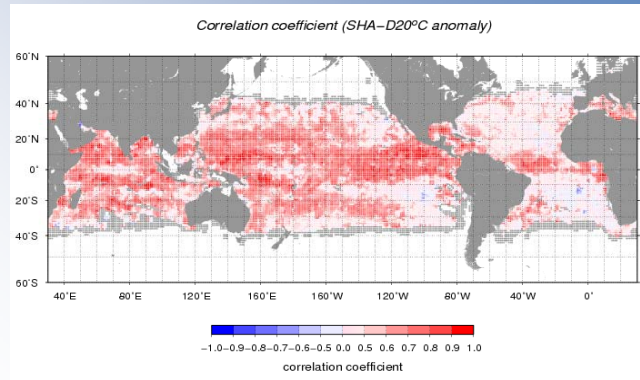 Correlation coefficient (SHA−D20°C anomaly)
60˚N
40˚N
20˚N
0˚
20˚S
40˚S
60˚S
40˚E 80˚E 120˚E 160˚E 160˚W 120˚W 80˚W 40˚W 0˚
−1.0−0.9−0.8−0.7−0.6−0.5 0.0 0.5 0.6 0.7 0.8 0.9 1.0
correlation coefficient